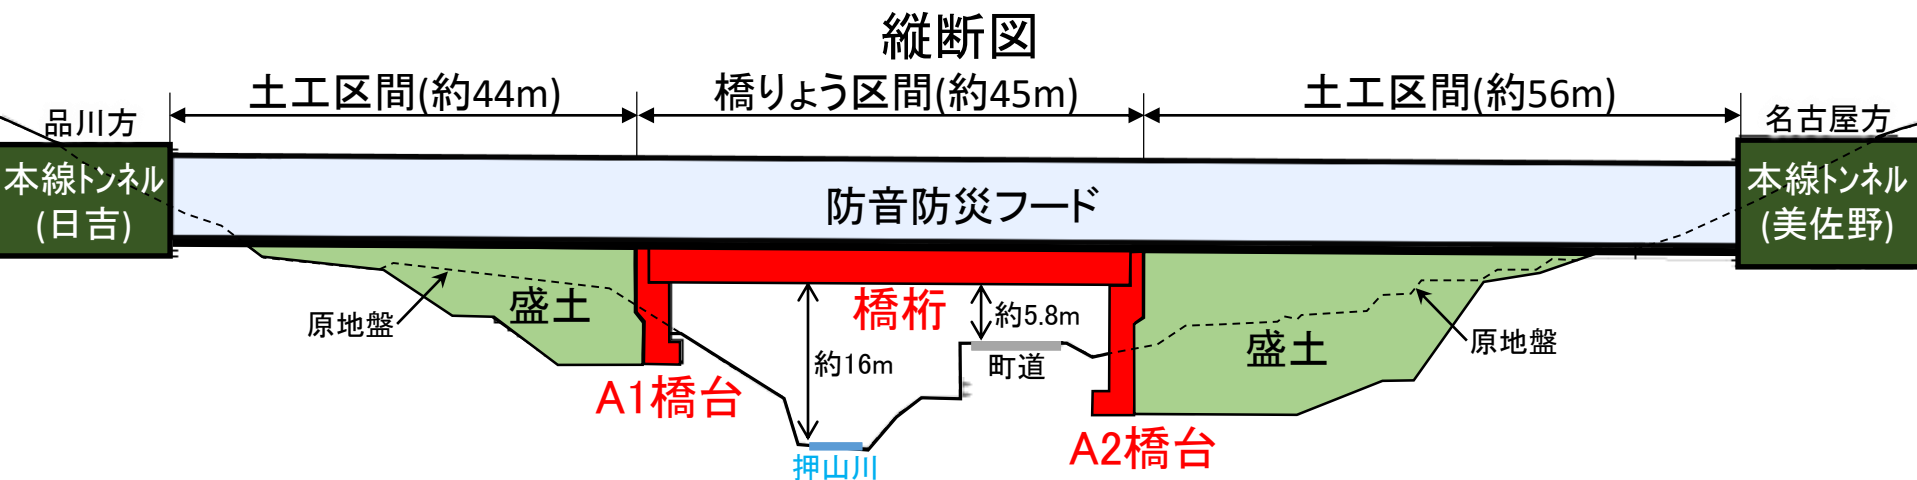 縦断図
土工区間(約44m)
橋りょう区間(約45m)
土工区間(約56m)
品川方
名古屋方
本線トンネル
(日吉)
防音防災フード
本線トンネル
(美佐野)
原地盤
盛土
橋桁
約5.8m
約16m
町道
盛土
原地盤
A1橋台
A2橋台
押山川